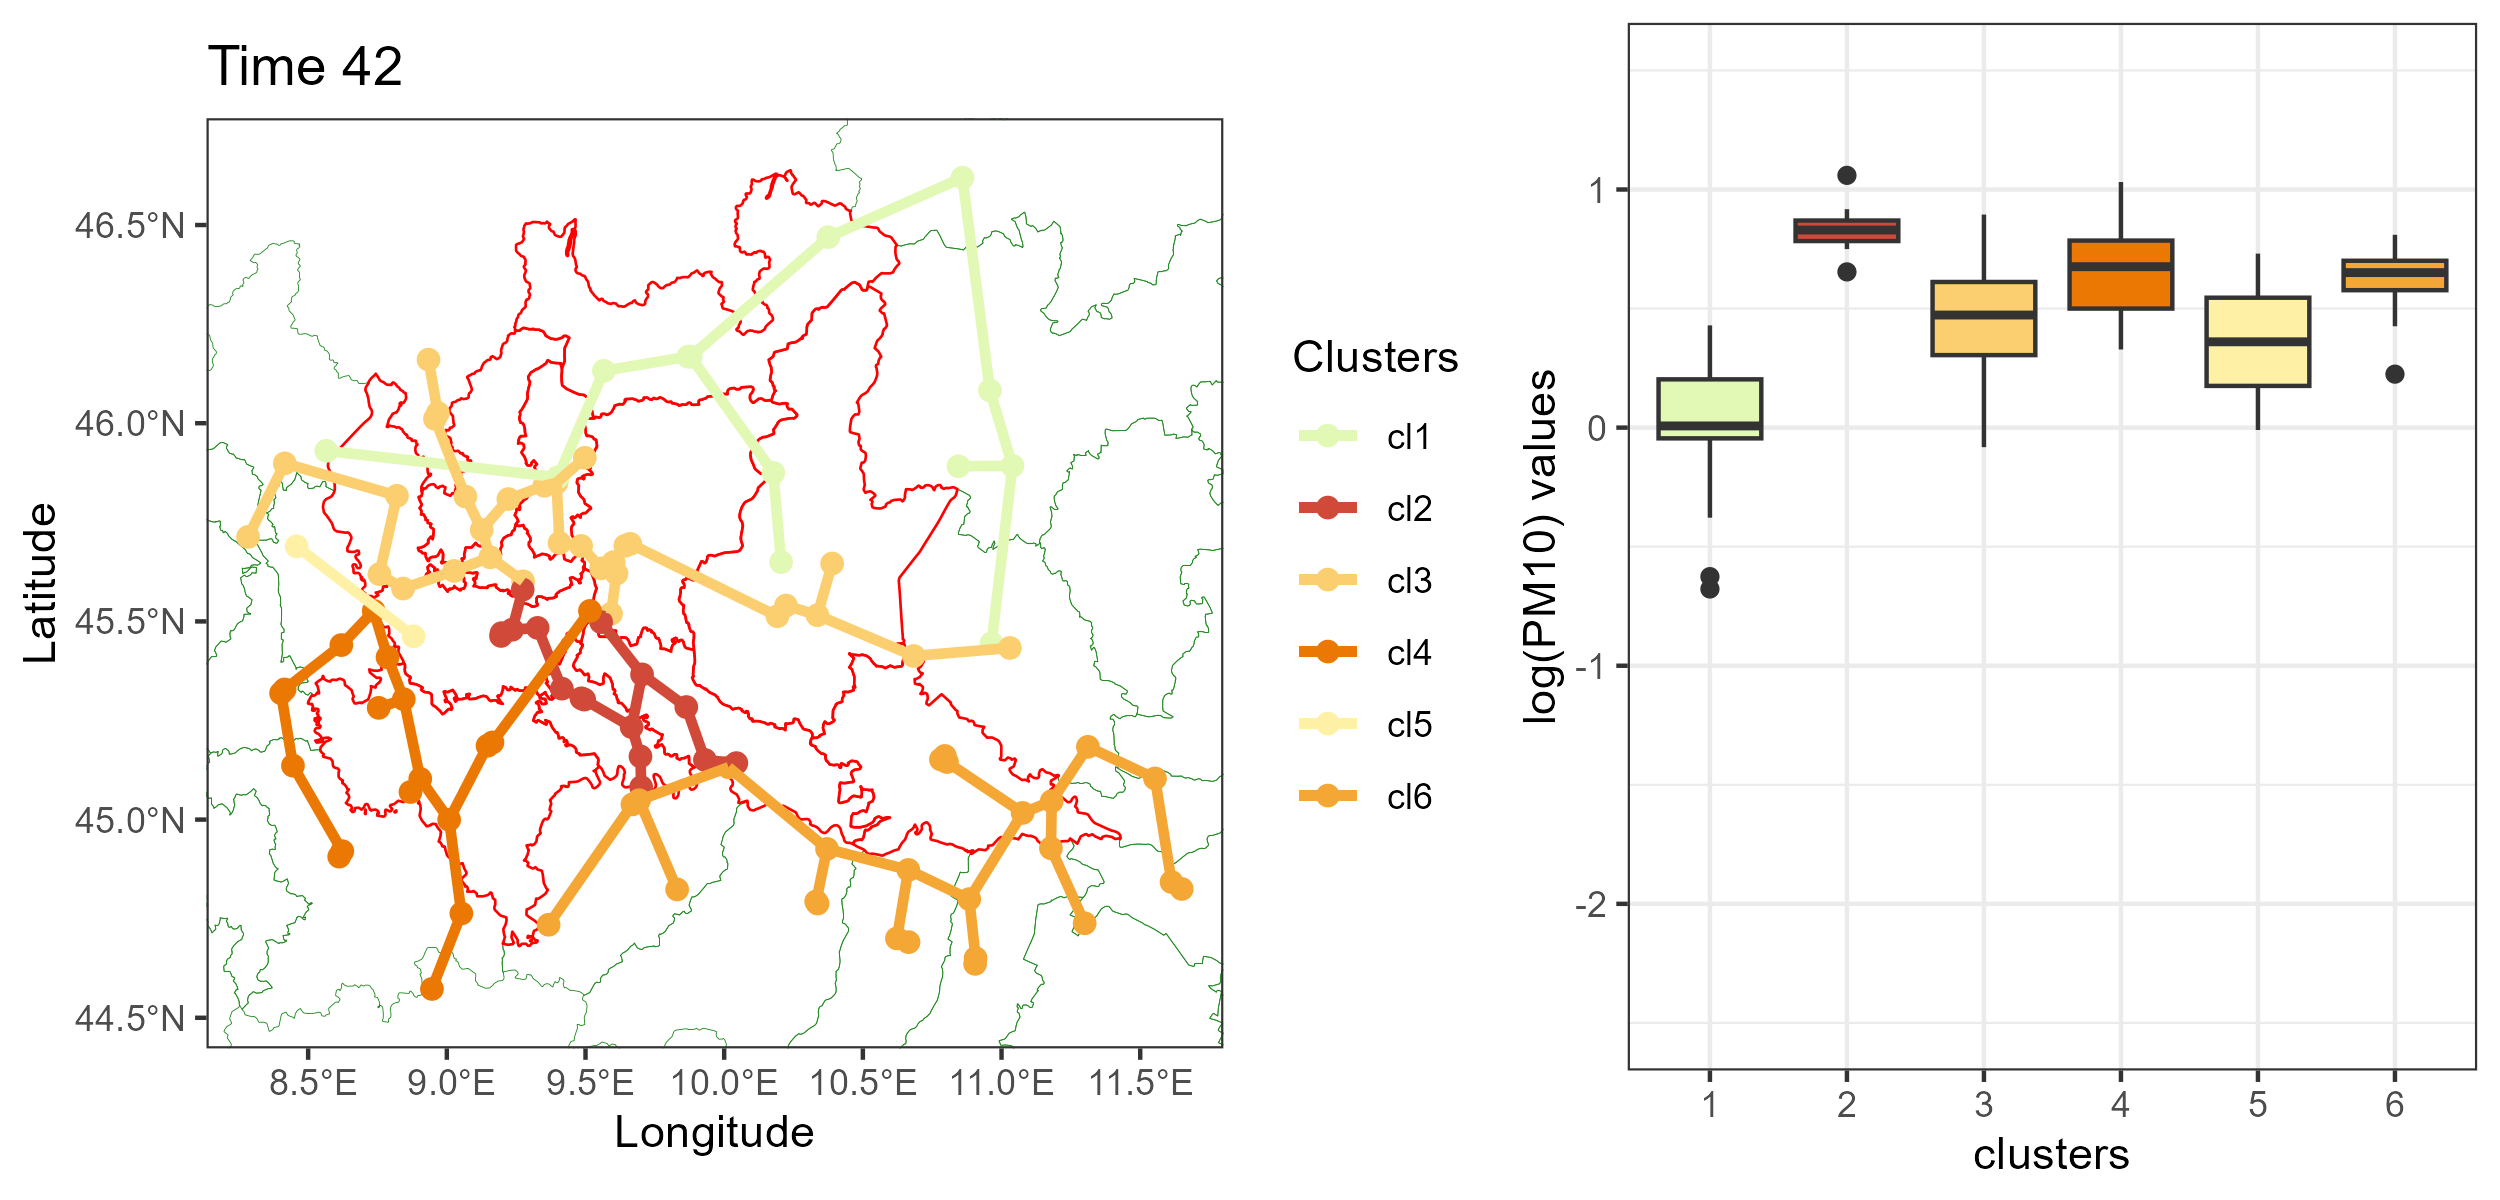 Time 42
46.5°N
46.0°N
45.5°N
45.0°N
44.5°N
Latitude
8.5°E 9.0°E 9.5°E 10.0°E 10.5°E 11.0°E 11.5°E
Longitude
Clusters
cl1
cl2
cl3
cl4
cl5
cl6
log(PM10) values
1
0
-1
-2
1 2 3 4 5 6
clusters